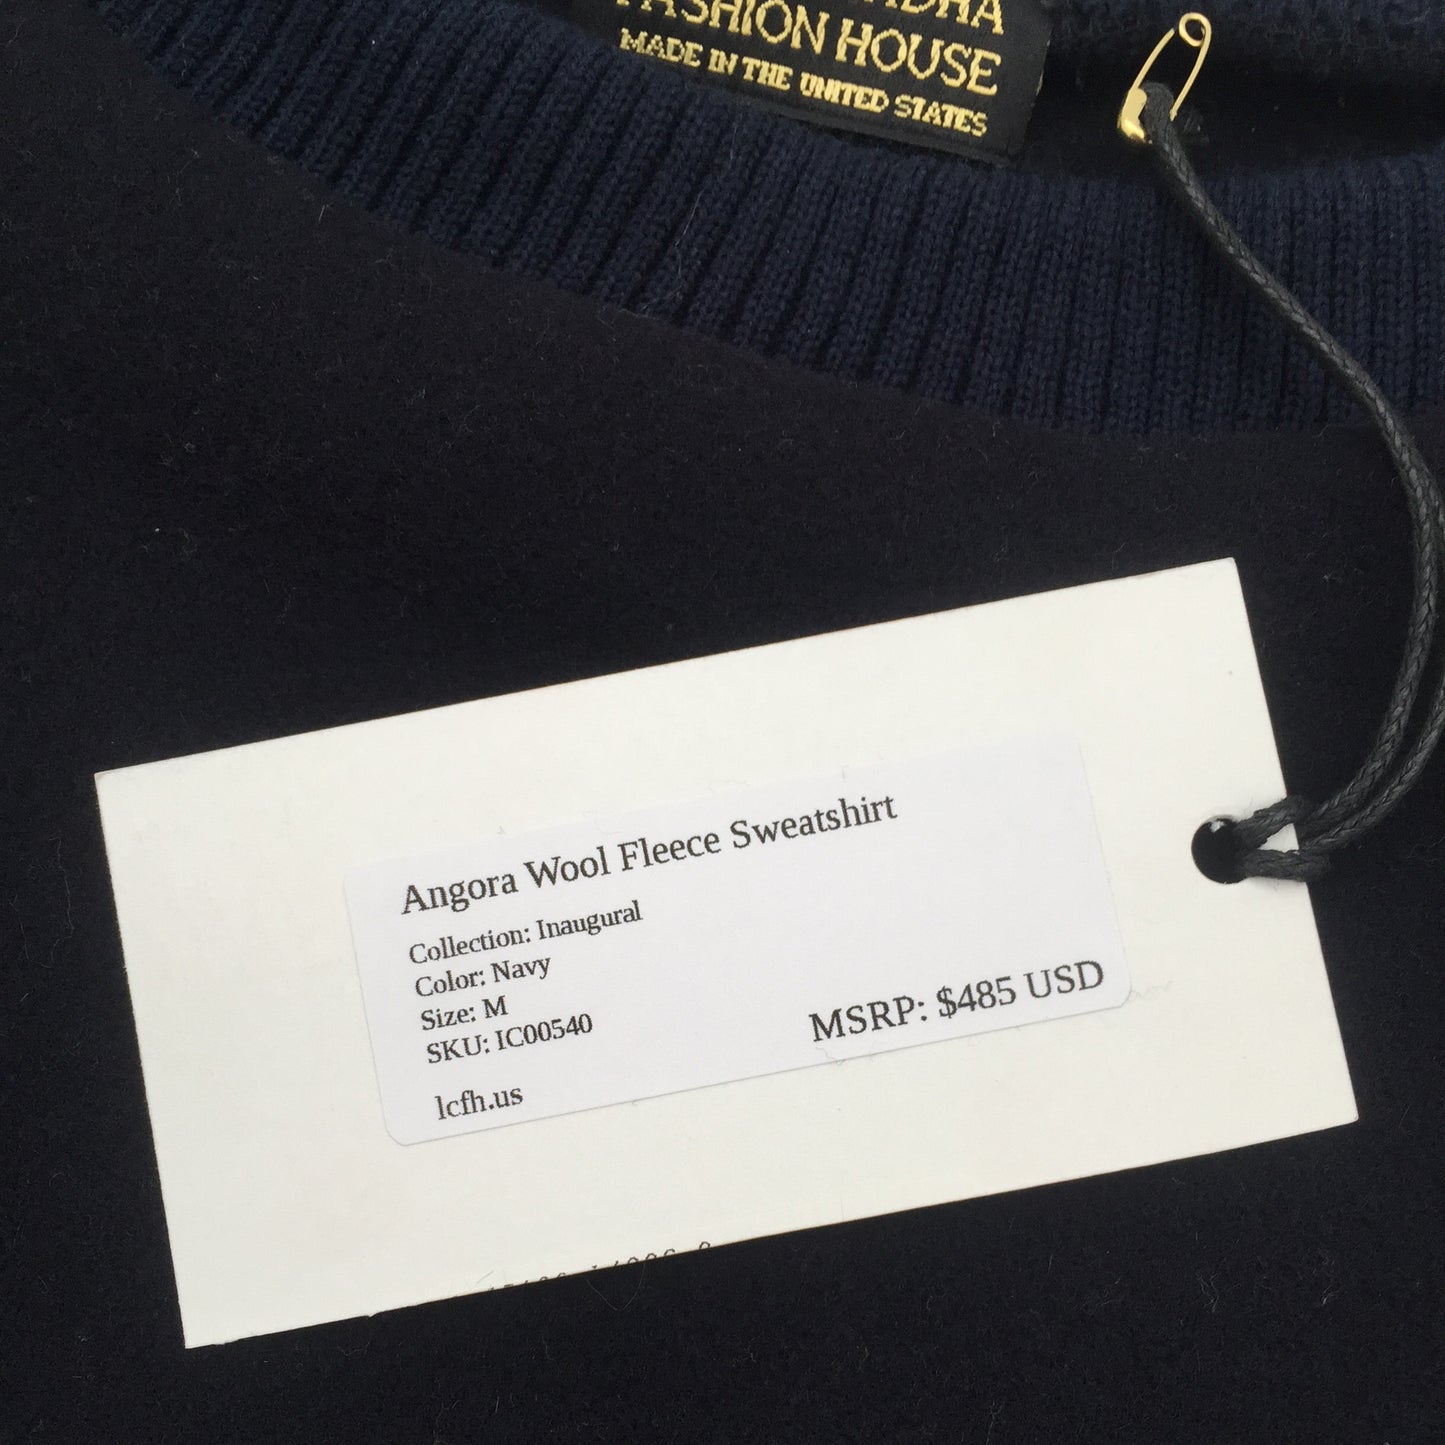 FASHION HOUSE
MADE IN THE UNITED STATES
Angora Wool Fleece Sweatshirt
Collection: Inaugural
Color: Navy
Size: M
SKU: IC00540
MSRP: $485 USD
lcfh.us